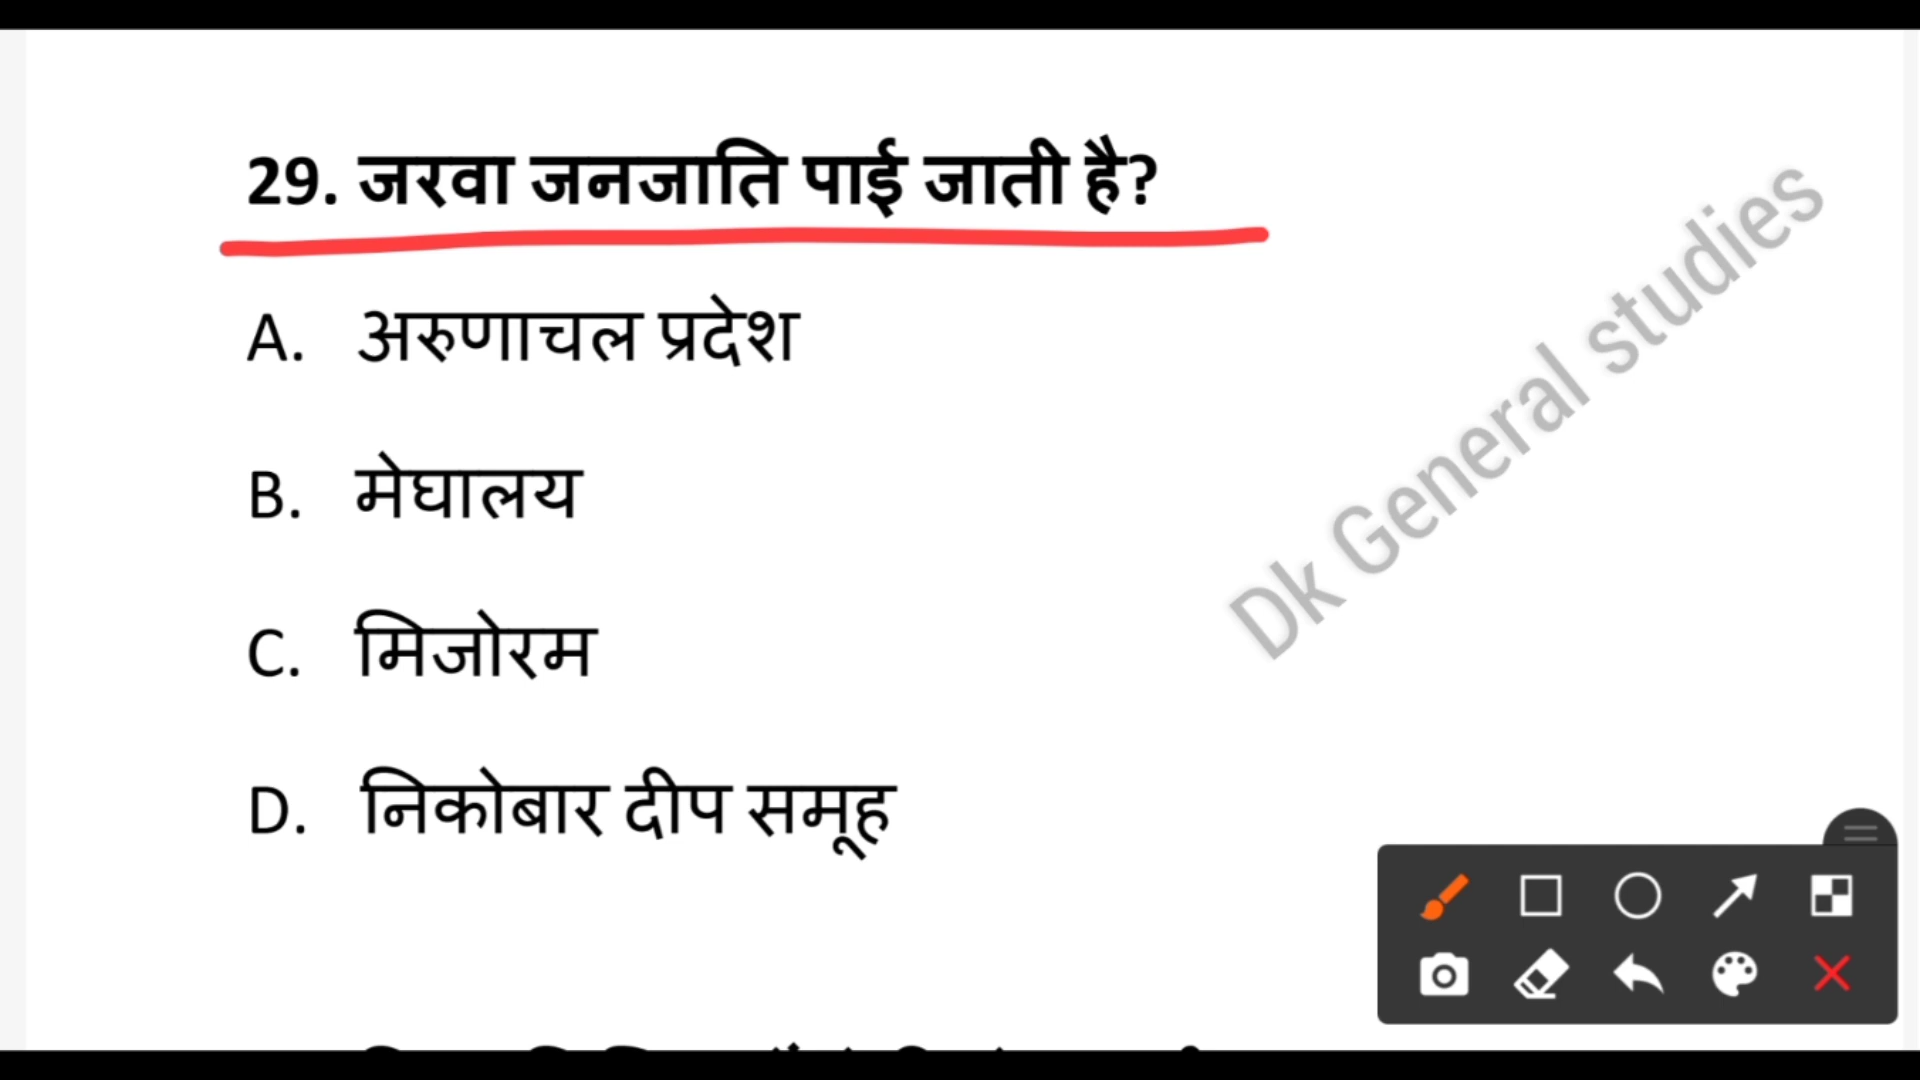 29. जरवा जनजाति पाई जाती है?
A. अरुणाचल प्रदेश
B. मेघालय
C. मिजोरम
D. निकोबार दीप समूह
Dk General studies